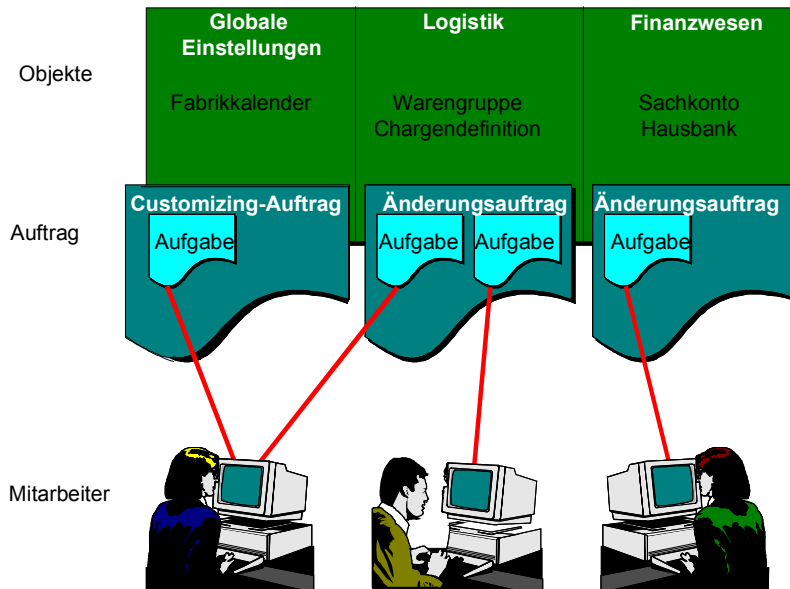 Globale
Einstellungen
Logistik
Finanzwesen
Objekte
Fabrikkalender
Warengruppe
Chargendefinition
Sachkonto
Hausbank
Customizing-Auftrag
Änderungsauftrag
Änderungsauftrag
Auftrag
Aufgabe
Aufgabe
Aufgabe
Aufgabe
Mitarbeiter